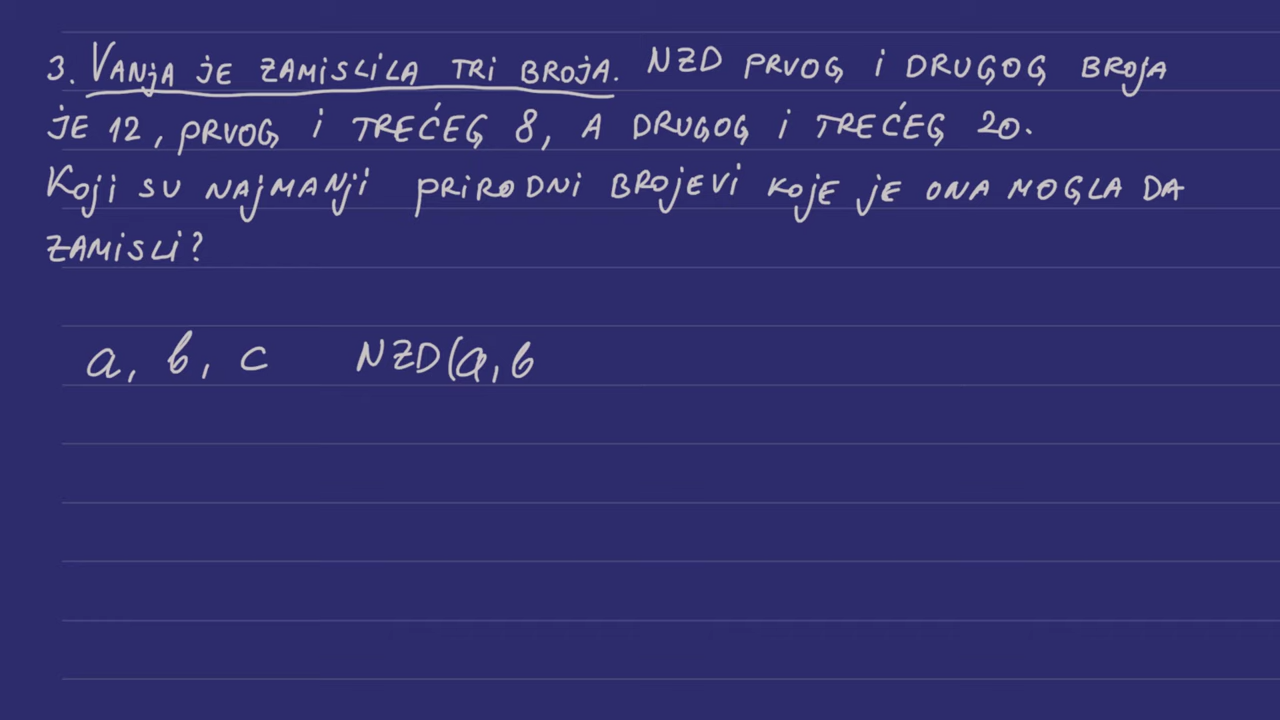 3. VANJA JE ZAMISLILA TRI BROJA. NZD PRVOG I DRUGOG BROJA
JE 12, PRVOG I TREĆEG 8, A DRUGOG I TREĆEG 20.
KOJI SU NAJMANJI PRIRODNI BROJEVI KOJE JE ONA MOGLA DA
ZAMISLI?
a, b, c NZD(a, b